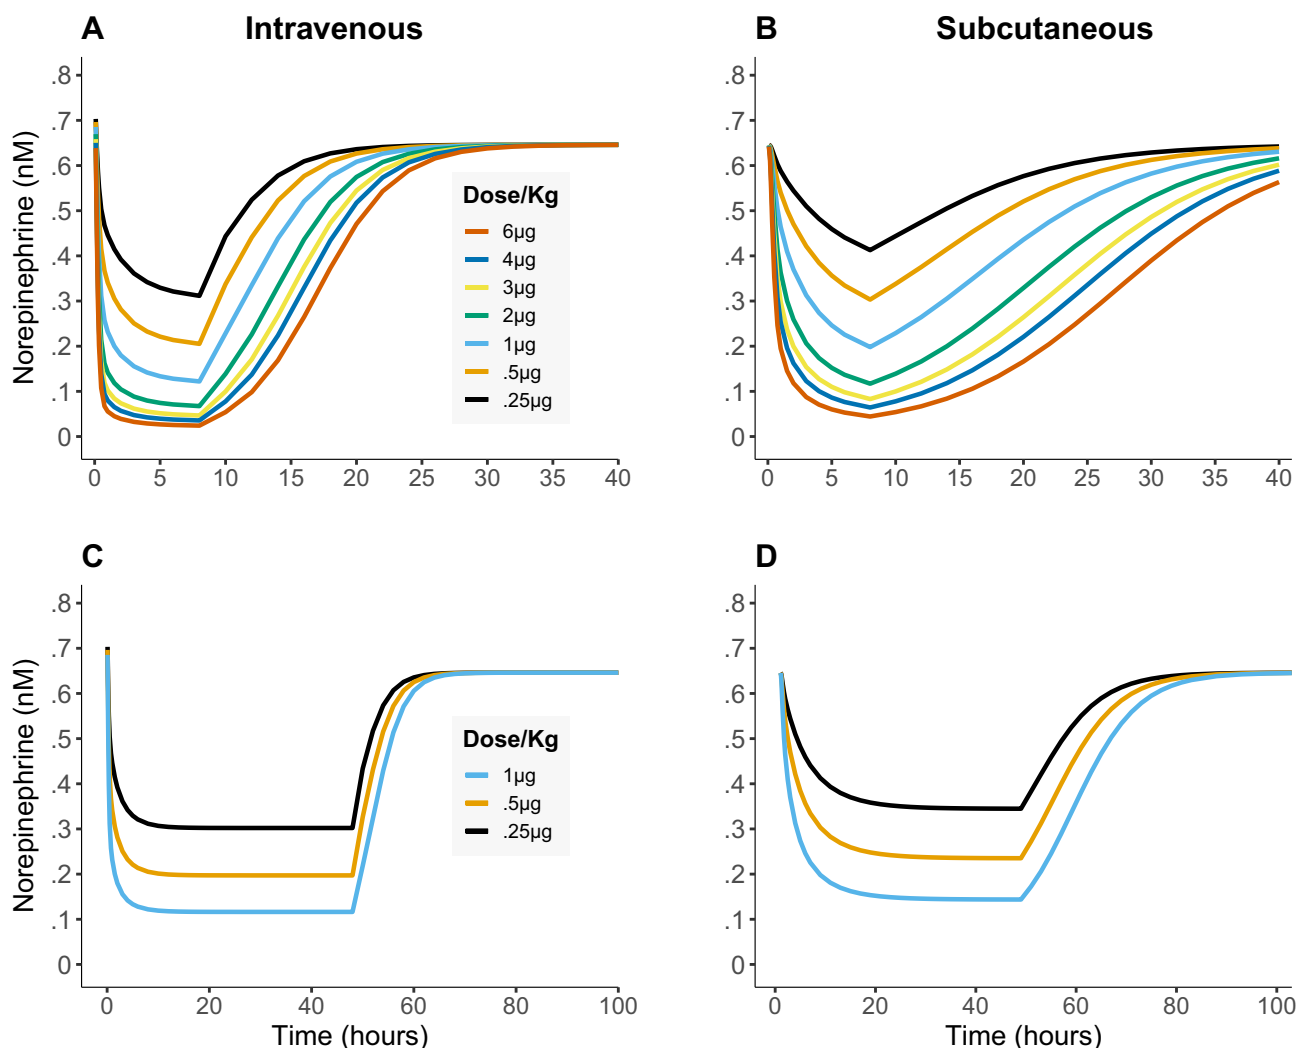 A Intravenous
B Subcutaneous
Norepinephrine (nM)
.8
.7
.6
.5
.4
.3
.2
.1
0
0 5 10 15 20 25 30 35 40
Dose/Kg
6µg
4µg
3µg
2µg
1µg
.5µg
.25µg
.8
.7
.6
.5
.4
.3
.2
.1
0
0 5 10 15 20 25 30 35 40
C
D
Norepinephrine (nM)
.8
.7
.6
.5
.4
.3
.2
.1
0
0 20 40 60 80 100
Time (hours)
Dose/Kg
1µg
.5µg
.25µg
.8
.7
.6
.5
.4
.3
.2
.1
0
0 20 40 60 80 100
Time (hours)